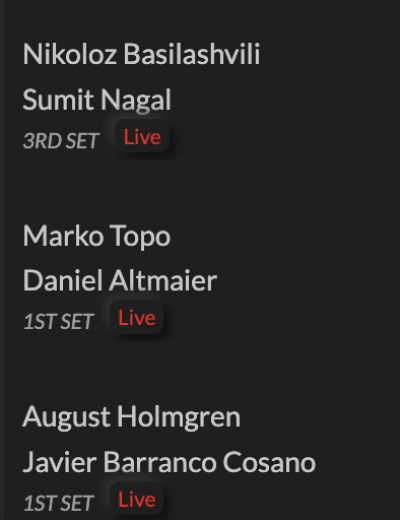 Nikoloz Basilashvili
Sumit Nagal
3RD SET Live
Marko Topo
Daniel Altmaier
1ST SET Live
August Holmgren
Javier Barranco Cosano
1ST SET Live